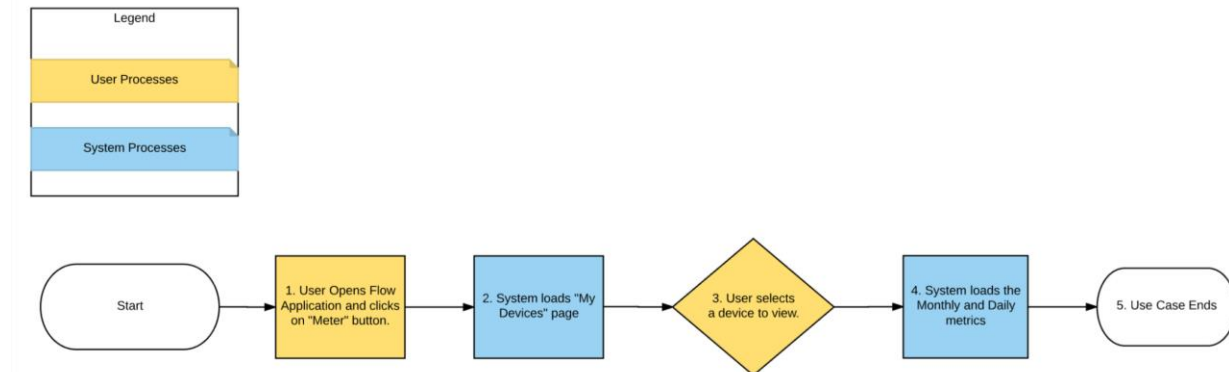 Legend
User Processes
System Processes
Start
1. User Opens Flow
Application and clicks
on "Meter" button.
2. System loads "My
Devices" page
3. User selects
a device to view.
4. System loads the
Monthly and Daily
metrics
5. Use Case Ends